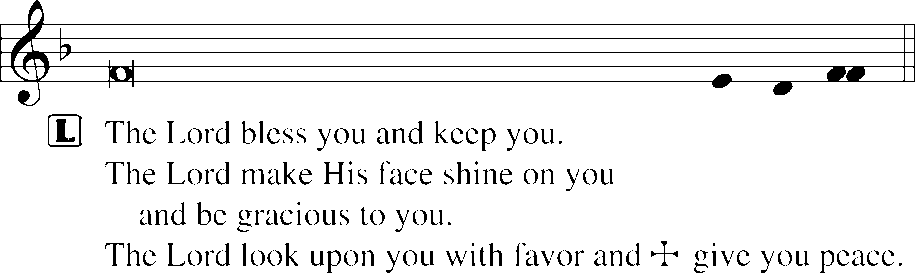 L The Lord bless you and keep you.
The Lord make His face shine on you
and be gracious to you.
The Lord look upon you with favor and ☩ give you peace.